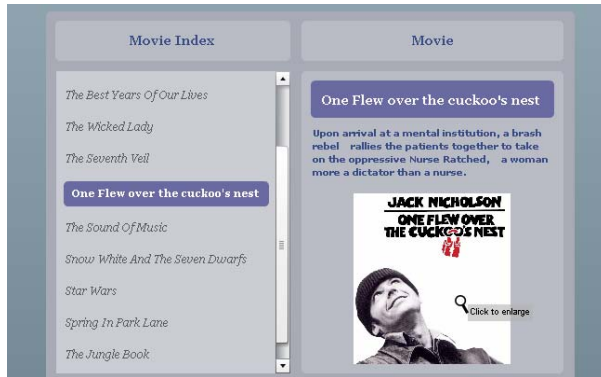 Movie Index
The Best Years Of Our Lives
The Wicked Lady
The Seventh Veil
One Flew over the cuckoo's nest
The Sound Of Music
Snow White And The Seven Dwarfs
Star Wars
Spring In Park Lane
The Jungle Book
Movie
One Flew over the cuckoo's nest
Upon arrival at a mental institution, a brash
rebel rallies the patients together to take
on the oppressive Nurse Ratched, a woman
more a dictator than a nurse.
JACK NICHOLSON
ONE FLEW OVER
THE CUCKOO'S NEST
Click to enlarge